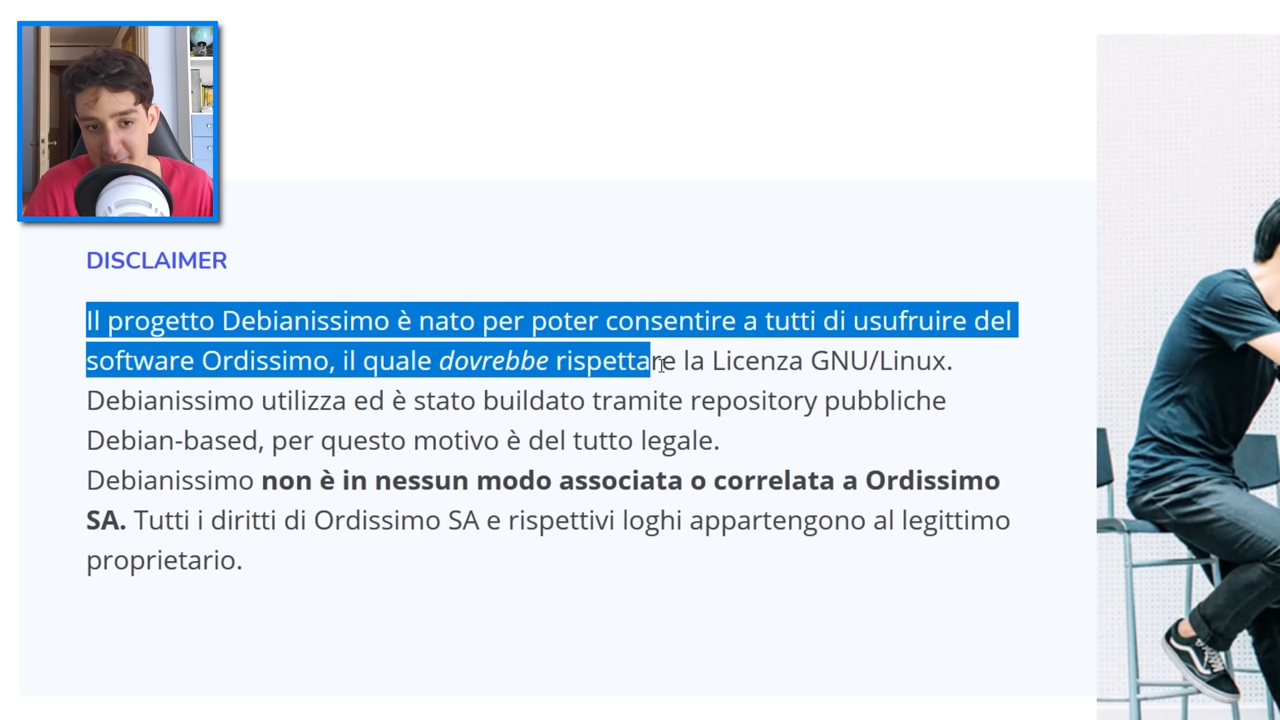 DISCLAIMER
Il progetto Debianissimo è nato per poter consentire a tutti di usufruire del
software Ordissimo, il quale dovrebbe rispettare la Licenza GNU/Linux.
Debianissimo utilizza ed è stato buildato tramite repository pubbliche
Debian-based, per questo motivo è del tutto legale.
Debianissimo non è in nessun modo associata o correlata a Ordissimo
SA. Tutti i diritti di Ordissimo SA e rispettivi loghi appartengono al legittimo
proprietario.